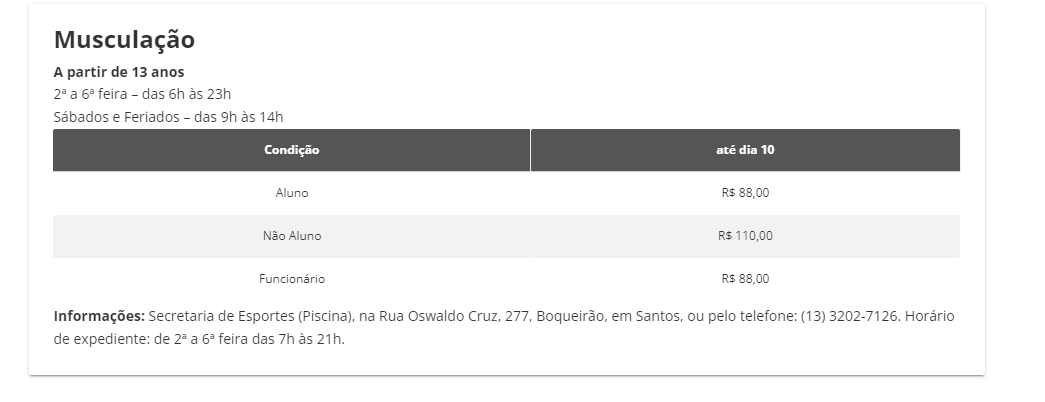 Musculação
A partir de 13 anos
2ª a 6ª feira – das 6h às 23h
Sábados e Feriados – das 9h às 14h
Condição até dia 10
Aluno R$ 88,00
Não Aluno R$ 110,00
Funcionário R$ 88,00
Informações: Secretaria de Esportes (Piscina), na Rua Oswaldo Cruz, 277, Boqueirão, em Santos, ou pelo telefone: (13) 3202-7126. Horário
de expediente: de 2ª a 6ª feira das 7h às 21h.